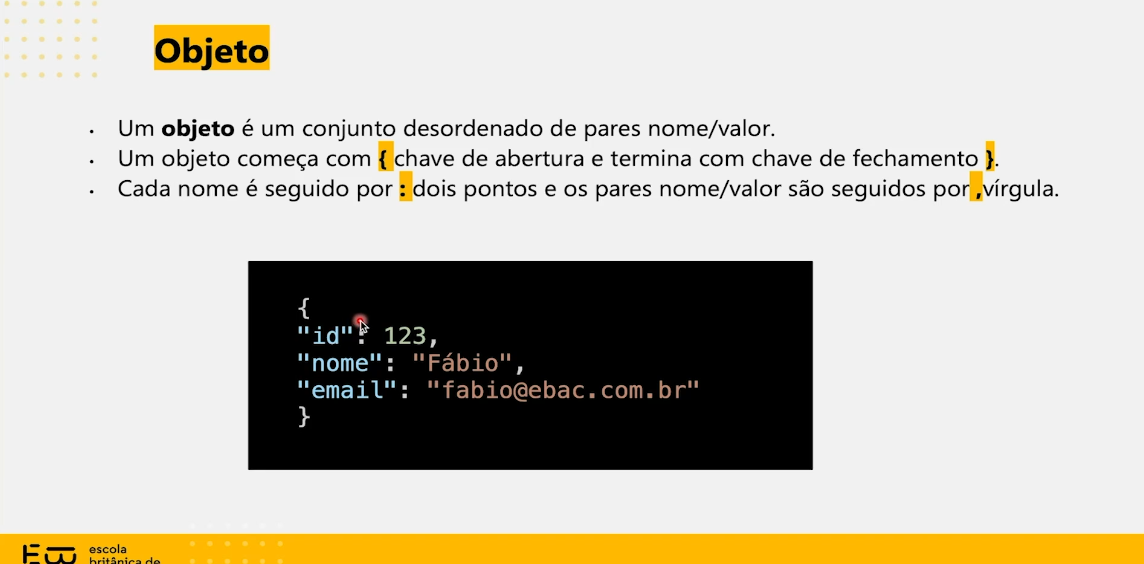 Objeto
• Um objeto é um conjunto desordenado de pares nome/valor.
• Um objeto começa com { chave de abertura e termina com chave de fechamento }.
• Cada nome é seguido por : dois pontos e os pares nome/valor são seguidos por , vírgula.
{
"id": 123,
"nome": "Fábio",
"email": "fabio@ebac.com.br"
}
escola
britânica de